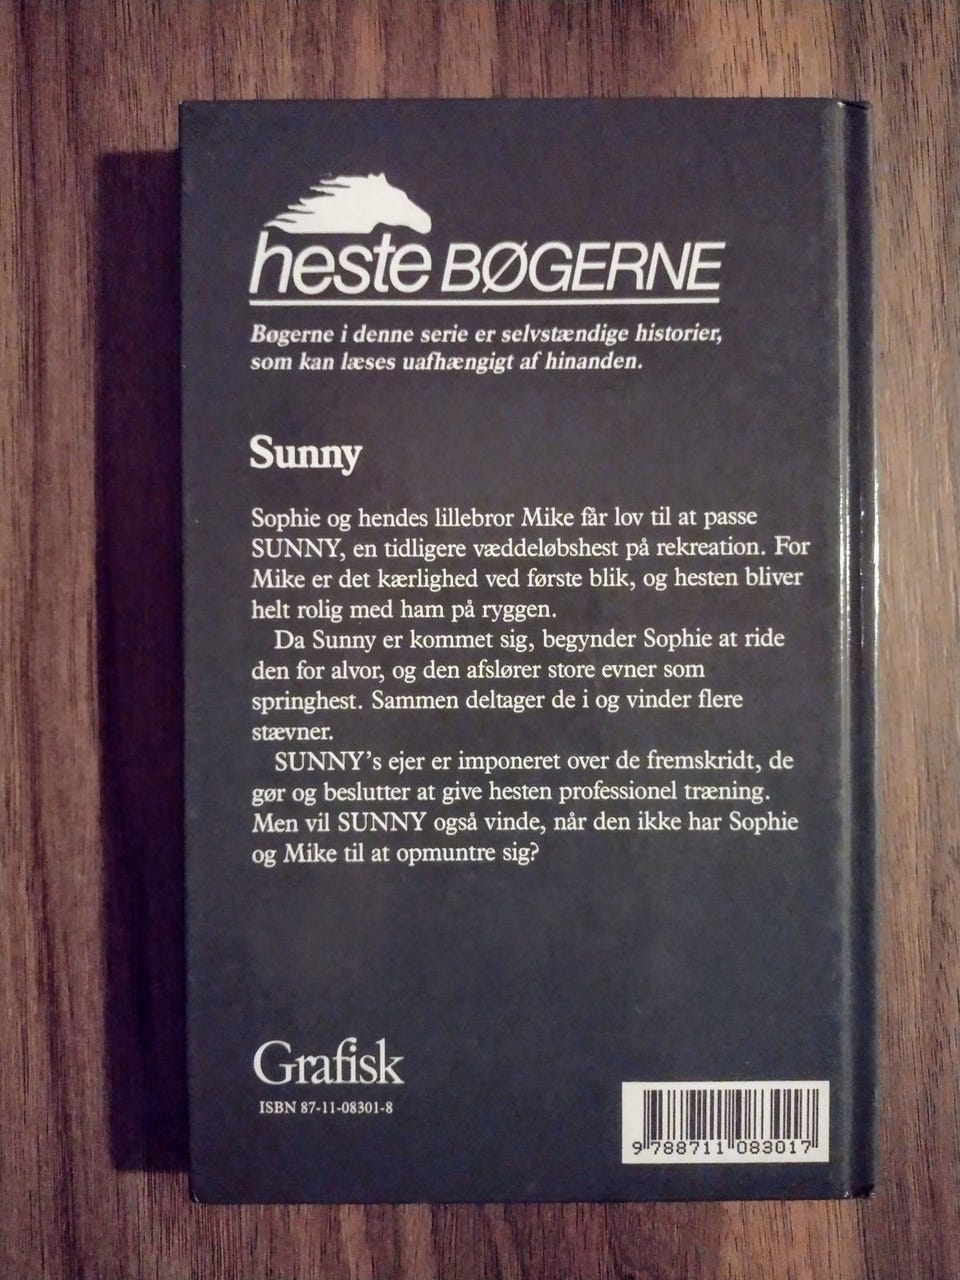 heste BØGERNE
Bøgerne i denne serie er selvstændige historier,
som kan læses uafhængigt af hinanden.
Sunny
Sophie og hendes lillebror Mike får lov til at passe
SUNNY, en tidligere væddeløbshest på rekreation. For
Mike er det kærlighed ved første blik, og hesten bliver
helt rolig med ham på ryggen.
Da Sunny er kommet sig, begynder Sophie at ride
den for alvor, og den afslører store evner som
springhest. Sammen deltager de i og vinder flere
stævner.
SUNNY's ejer er imponeret over de fremskridt, de
gør og beslutter at give hesten professionel træning.
Men vil SUNNY også vinde, når den ikke har Sophie
og Mike til at opmuntre sig?
Grafisk
ISBN 87-11-08301-8
9 788711 083017